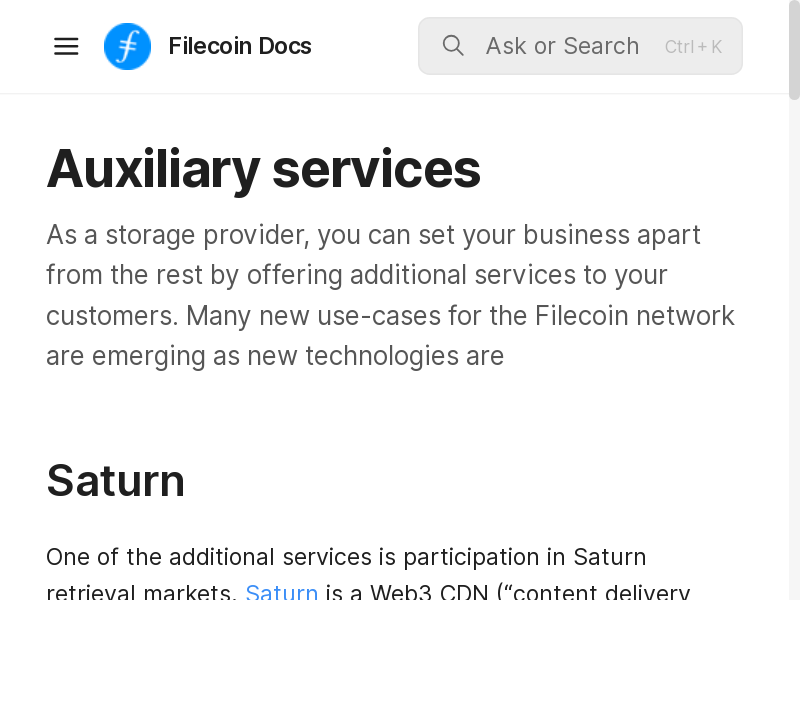 Filecoin Docs
Ask or Search
Ctrl + K
Auxiliary services
As a storage provider, you can set your business apart
from the rest by offering additional services to your
customers. Many new use-cases for the Filecoin network
are emerging as new technologies are
Saturn
One of the additional services is participation in Saturn
retrieval markets. Saturn is a Web3 CDN (“content delivery